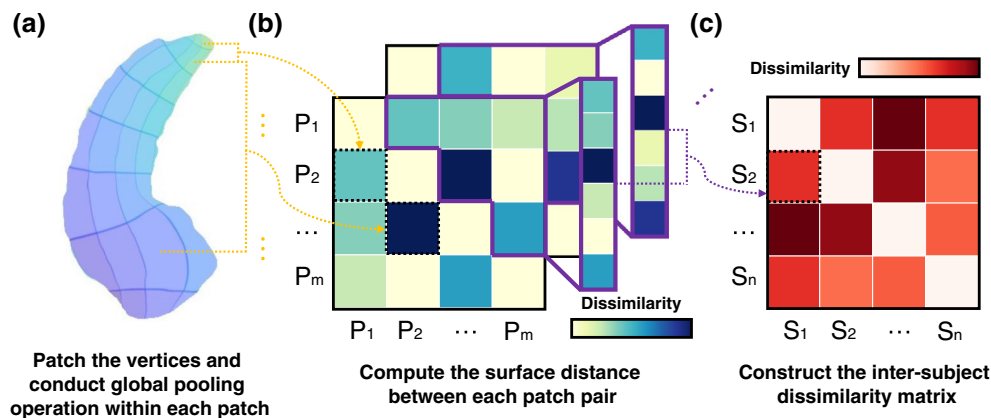 (a)
Patch the vertices and
conduct global pooling
operation within each patch
(b)
P1
P2
...
Pm
P1 P2 ... Pm
Dissimilarity
Compute the surface distance
between each patch pair
(c)
Dissimilarity
S1
S2
...
Sn
S1 S2 ... Sn
Construct the inter-subject
dissimilarity matrix